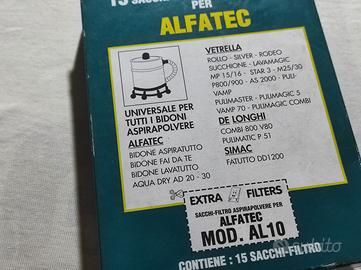 15 SACCHI-FILTRO
PER
ALFATEC
UNIVERSALE PER
TUTTI I BIDONI
ASPIRAPOLVERE
ALFATEC
BIDONE ASPIRATUTTO
BIDONE FAI DA TE
BIDONE LAVATUTTO
AQUA DRY AD 20 - 30
VETRELLA
ROLLO - SILVER - RODEO
SUCCHIONE - LAVAMAGIC
MP 15/16 - STAR 3 - M25/30
PB00/900 - AS 2000 - PULI-
VAMP
PULIMASTER - PULIMAGIC 5
VAMP 70 - PULIMAGIC COMBI
DE LONGHI
COMBI 800 V80
PULIMATIC P 51
SIMAC
FATUTTO DD1200
EXTRA FILTERS
SACCHI-FILTRO ASPIRAPOLVERE PER
ALFATEC
MOD. AL10
CONTIENE: 15 SACCHI-FILTRO
subito